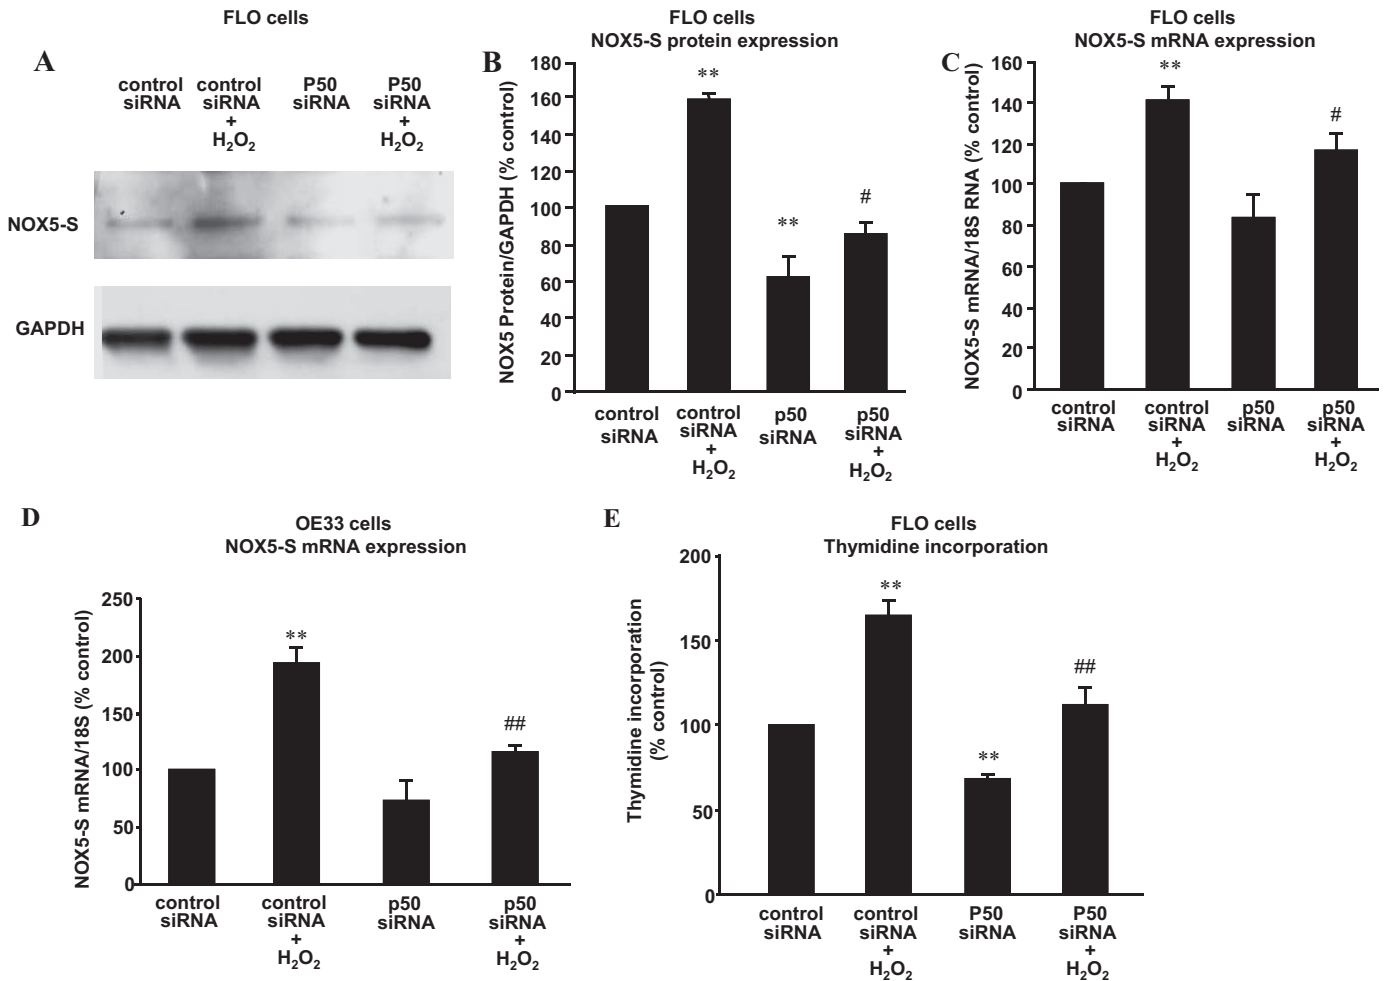 FLO cells
A
control
siRNA
control
siRNA
+
H₂O₂
P50
siRNA
P50
siRNA
+
H₂O₂
NOX5-S
GAPDH
FLO cells
NOX5-S protein expression
B
NOX5 Protein/GAPDH (% control)
180
160
140
120
100
80
60
40
20
0
**
**
#
control
siRNA
control
siRNA
+
H₂O₂
p50
siRNA
p50
siRNA
+
H₂O₂
FLO cells
NOX5-S mRNA expression
C
NOX5-S mRNA/18S RNA (% control)
160
140
120
100
80
60
40
20
0
**
#
control
siRNA
control
siRNA
+
H₂O₂
p50
siRNA
p50
siRNA
+
H₂O₂
D
OE33 cells
NOX5-S mRNA expression
NOX5-S mRNA/18S (% control)
250
200
150
100
50
0
**
##
control
siRNA
control
siRNA
+
H₂O₂
p50
siRNA
p50
siRNA
+
H₂O₂
E
FLO cells
Thymidine incorporation
Thymidine incorporation
(% control)
200
150
100
50
0
**
**
##
control
siRNA
control
siRNA
+
H₂O₂
P50
siRNA
P50
siRNA
+
H₂O₂